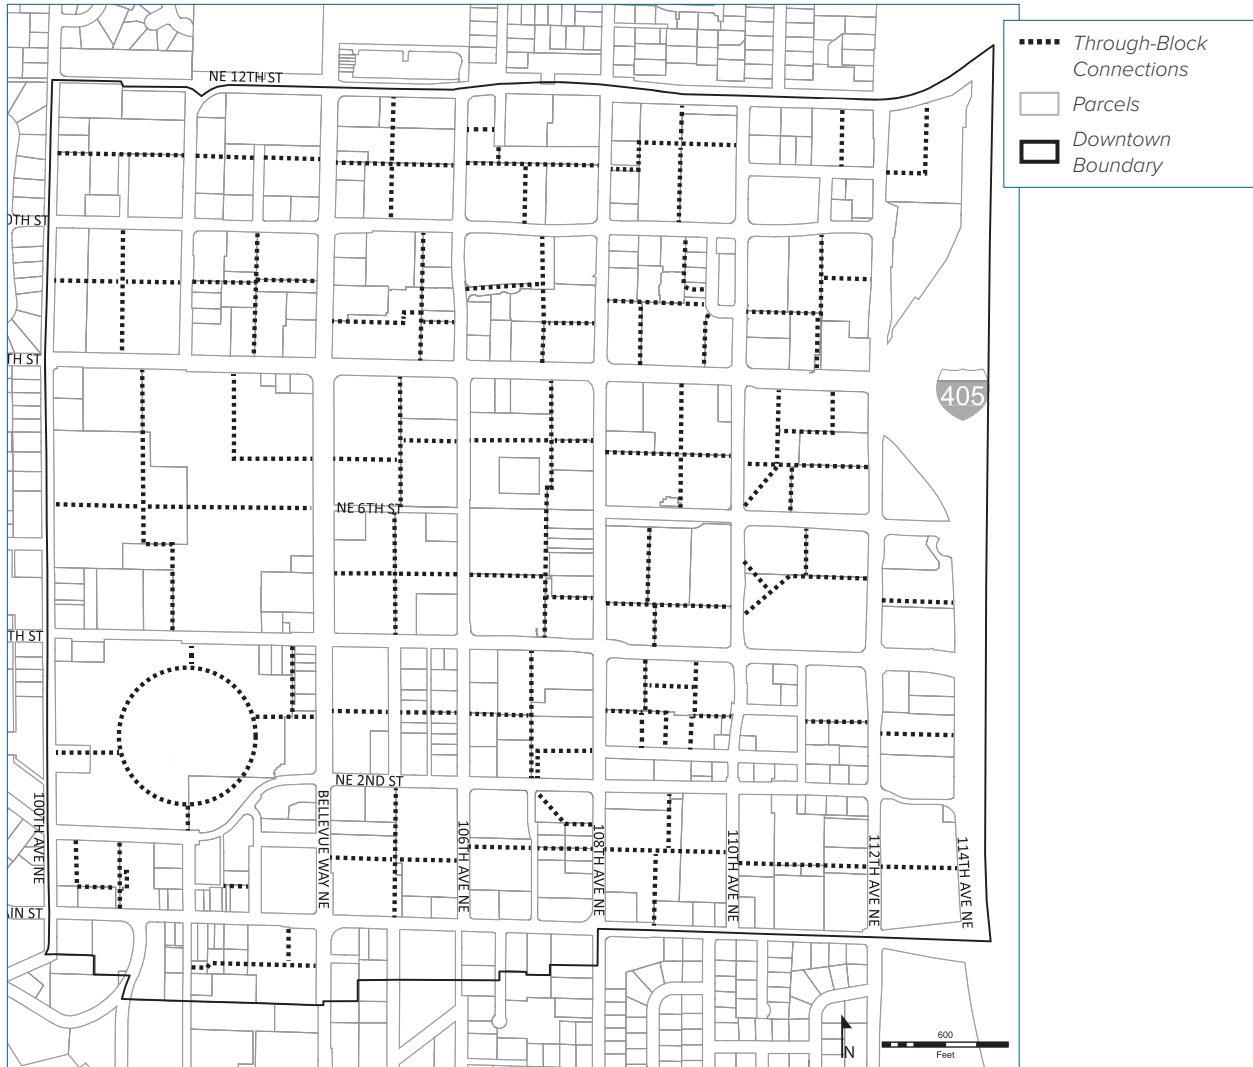 NE 12TH ST
Through-Block
Connections
Parcels
Downtown
Boundary
0TH ST
TH ST
405
NE 6TH ST
TH ST
NE 2ND ST
100TH AVE NE
BELLEVUE WAY NE
106TH AVE NE
108TH AVE NE
110TH AVE NE
112TH AVE NE
114TH AVE NE
AIN ST
N
600
Feet